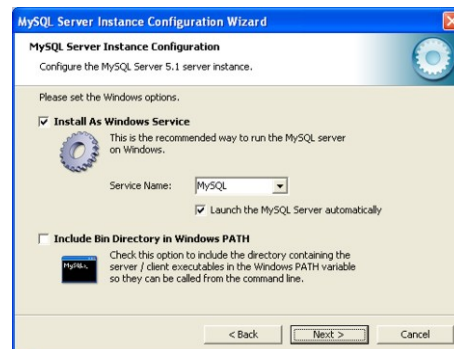 MySQL Server Instance Configuration Wizard
MySQL Server Instance Configuration
Configure the MySQL Server 5.1 server instance.
Please set the Windows options.
Install As Windows Service
This is the recommended way to run the MySQL server
on Windows.
Service Name: MySQL
Launch the MySQL Server automatically
Include Bin Directory in Windows PATH
Check this option to include the directory containing the
server / client executables in the Windows PATH variable
so they can be called from the command line.
< Back Next > Cancel